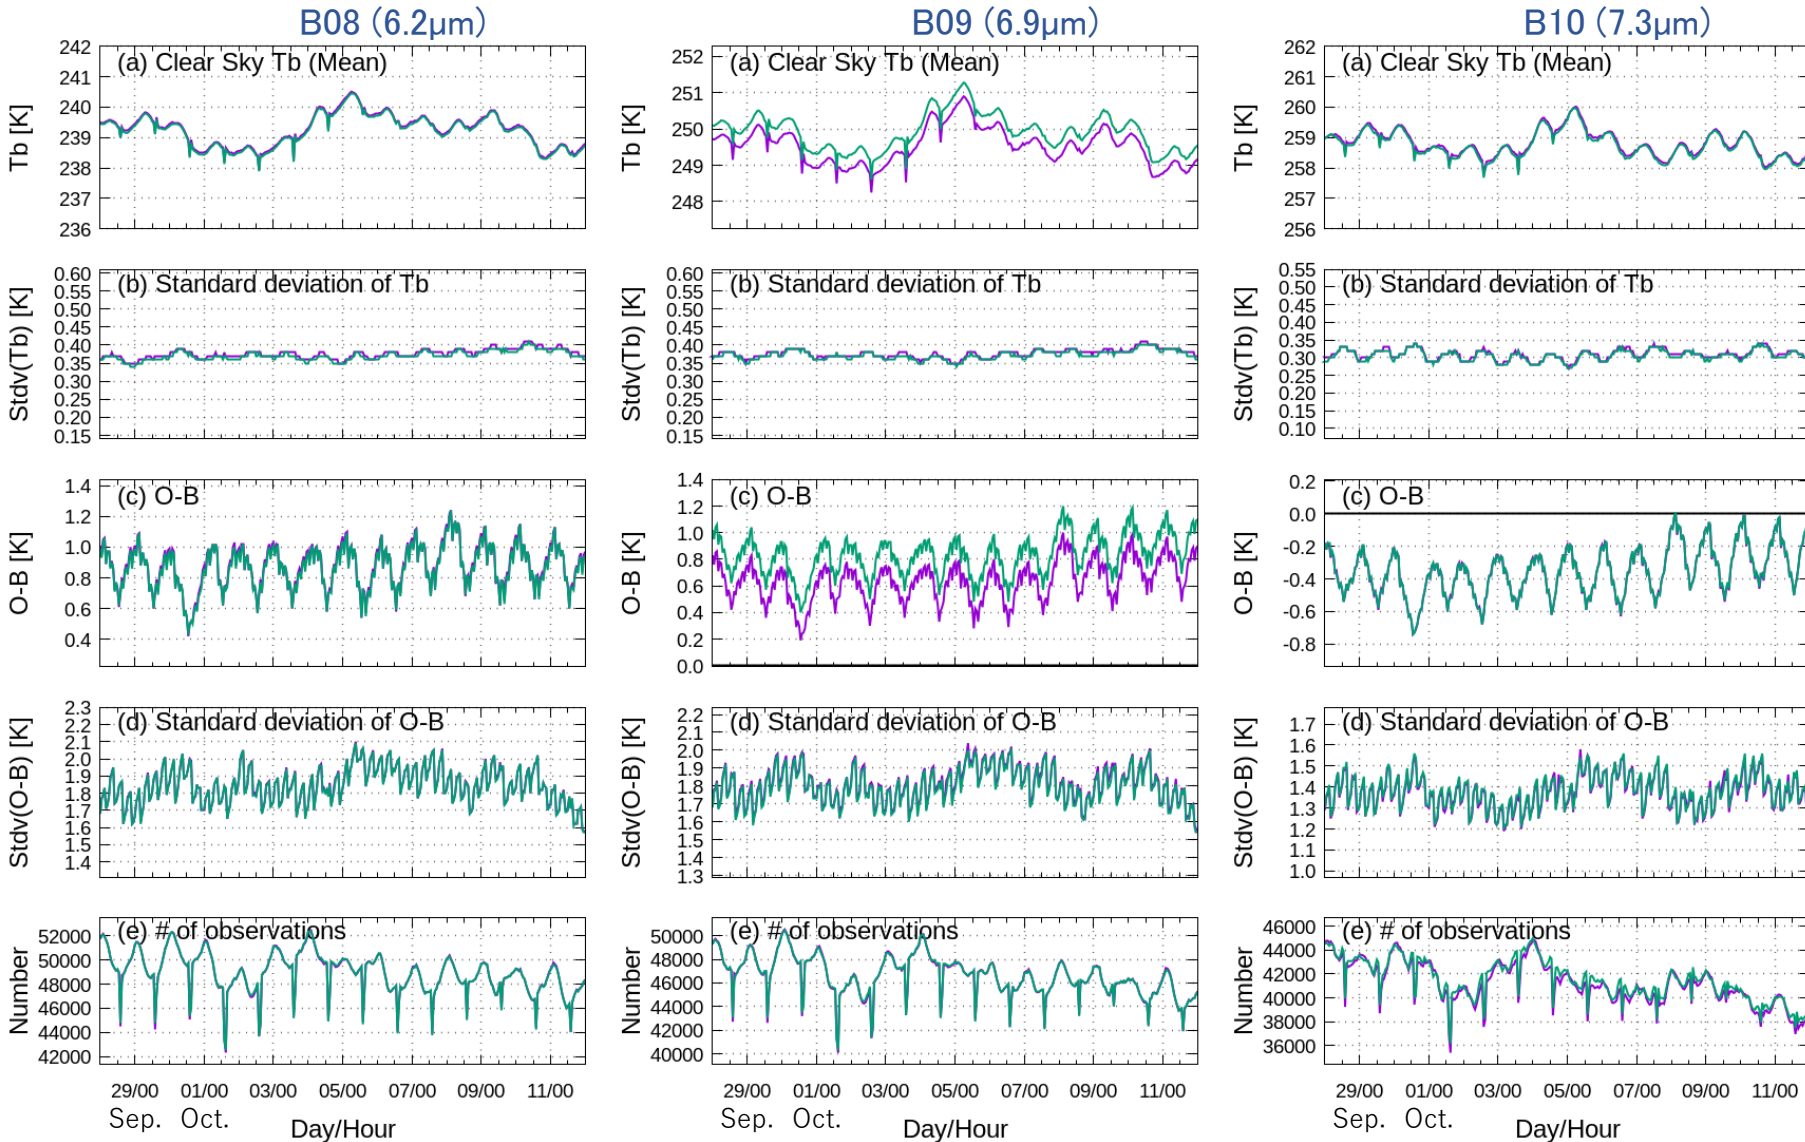 B08 (6.2μm)
(a) Clear Sky Tb (Mean)
Tb [K]
242
241
240
239
238
237
236
(b) Standard deviation of Tb
Stdv(Tb) [K]
0.60
0.55
0.50
0.45
0.40
0.35
0.30
0.25
0.20
0.15
(c) O-B
O-B [K]
1.4
1.2
1.0
0.8
0.6
0.4
(d) Standard deviation of O-B
Stdv(O-B) [K]
2.3
2.2
2.1
2.0
1.9
1.8
1.7
1.6
1.5
1.4
(e) # of observations
Number
52000
50000
48000
46000
44000
42000
29/00 01/00 03/00 05/00 07/00 09/00 11/00
Sep. Oct.
Day/Hour
B09 (6.9μm)
(a) Clear Sky Tb (Mean)
Tb [K]
252
251
250
249
248
(b) Standard deviation of Tb
Stdv(Tb) [K]
0.60
0.55
0.50
0.45
0.40
0.35
0.30
0.25
0.20
0.15
(c) O-B
O-B [K]
1.4
1.2
1.0
0.8
0.6
0.4
0.2
0.0
(d) Standard deviation of O-B
Stdv(O-B) [K]
2.2
2.1
2.0
1.9
1.8
1.7
1.6
1.5
1.4
1.3
(e) # of observations
Number
50000
48000
46000
44000
42000
40000
29/00 01/00 03/00 05/00 07/00 09/00 11/00
Sep. Oct.
Day/Hour
B10 (7.3μm)
(a) Clear Sky Tb (Mean)
Tb [K]
262
261
260
259
258
257
256
(b) Standard deviation of Tb
Stdv(Tb) [K]
0.55
0.50
0.45
0.40
0.35
0.30
0.25
0.20
0.15
0.10
(c) O-B
O-B [K]
0.2
0.0
-0.2
-0.4
-0.6
-0.8
(d) Standard deviation of O-B
Stdv(O-B) [K]
1.7
1.6
1.5
1.4
1.3
1.2
1.1
1.0
(e) # of observations
Number
46000
44000
42000
40000
38000
36000
29/00 01/00 03/00 05/00 07/00 09/00 11/00
Sep. Oct.
Day/Hour